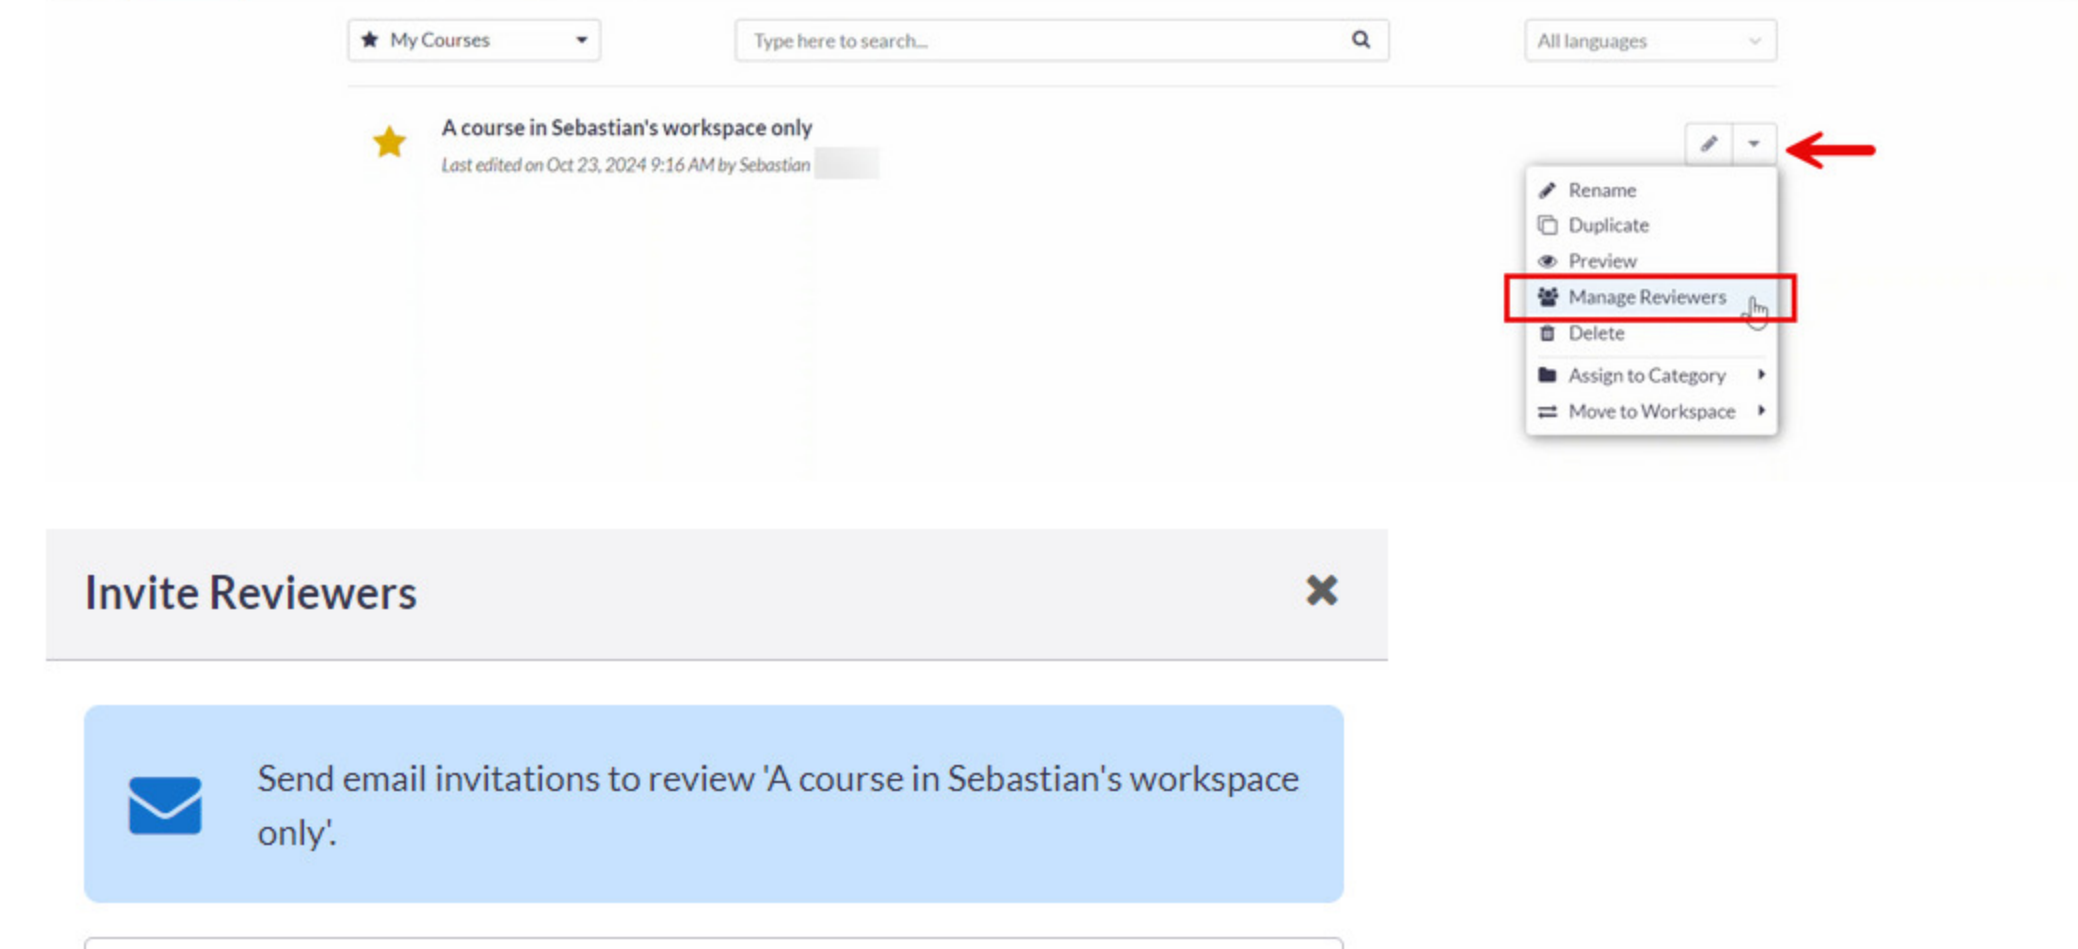 My Courses
Type here to search...
All languages
A course in Sebastian's workspace only
Last edited on Oct 23, 2024 9:16 AM by Sebastian
Rename
Duplicate
Preview
Manage Reviewers
Delete
Assign to Category
Move to Workspace
Invite Reviewers
Send email invitations to review 'A course in Sebastian's workspace
only'.